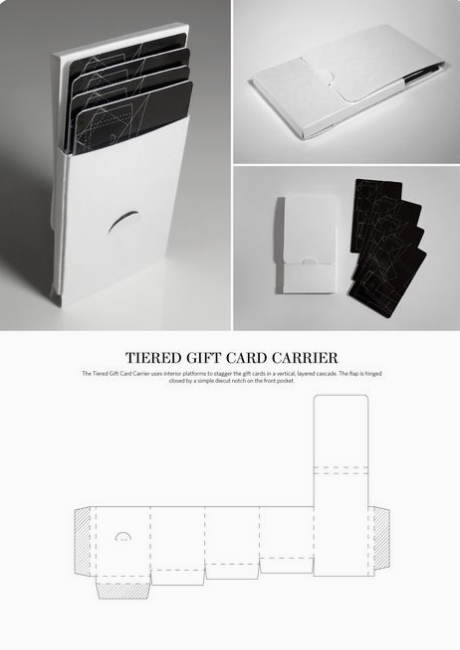 TIERED GIFT CARD CARRIER
The Tiered Gift Card Carrier uses interior platforms to stagger the gift cards in a vertical, layered cascade. The flap is hinged
closed by a simple diecut notch on the front pocket.